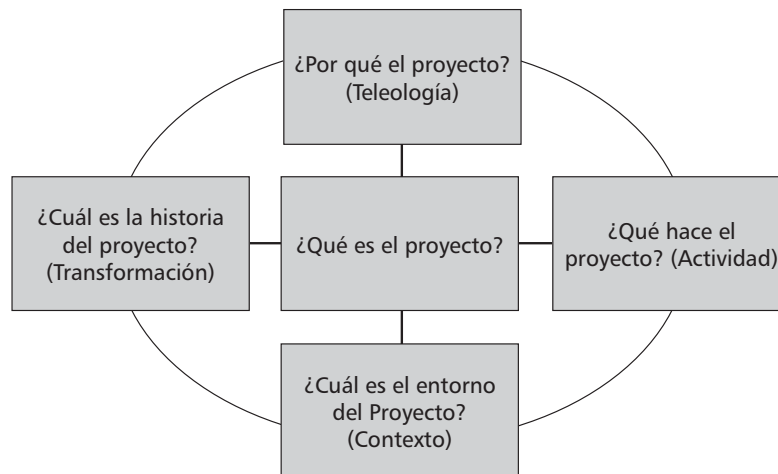 ¿Por qué el proyecto?
(Teleología)
¿Cuál es la historia
del proyecto?
(Transformación)
¿Qué es el proyecto?
¿Qué hace el
proyecto? (Actividad)
¿Cuál es el entorno
del Proyecto?
(Contexto)